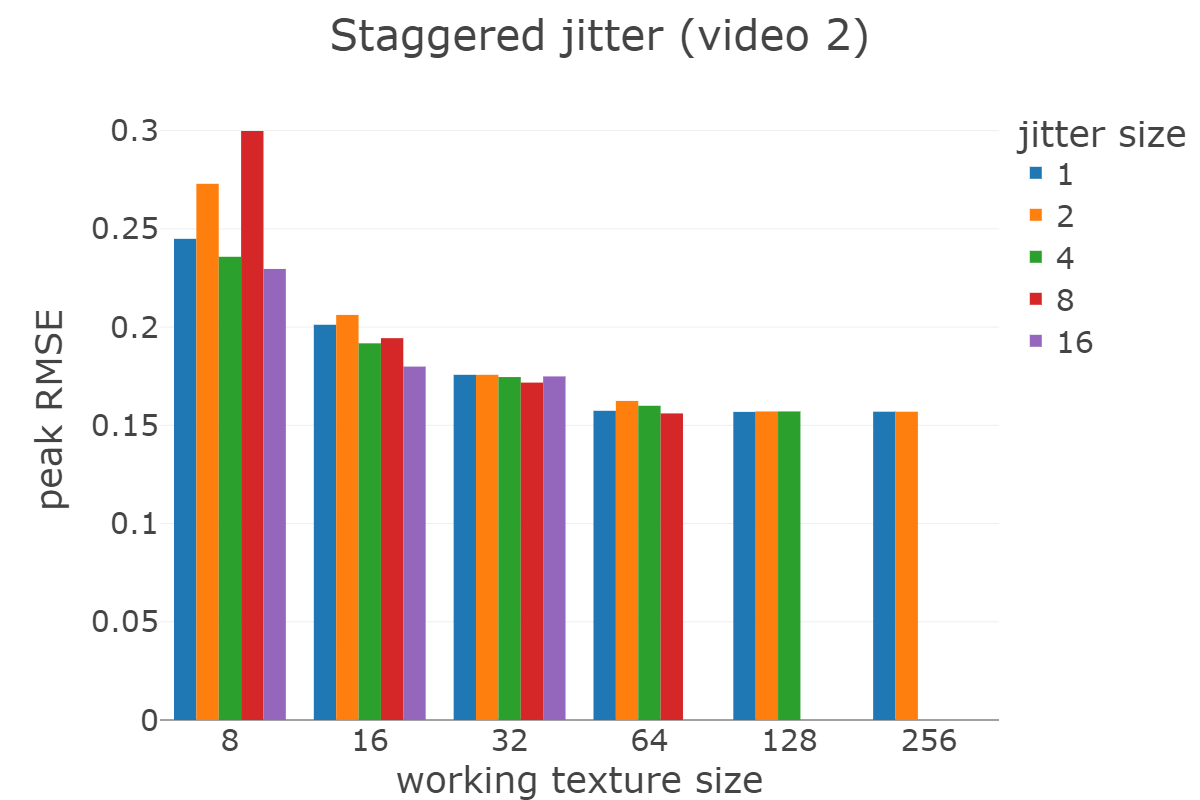 Staggered jitter (video 2)
jitter size
1
2
4
8
16
peak RMSE
0.3
0.25
0.2
0.15
0.1
0.05
0
8 16 32 64 128 256
working texture size